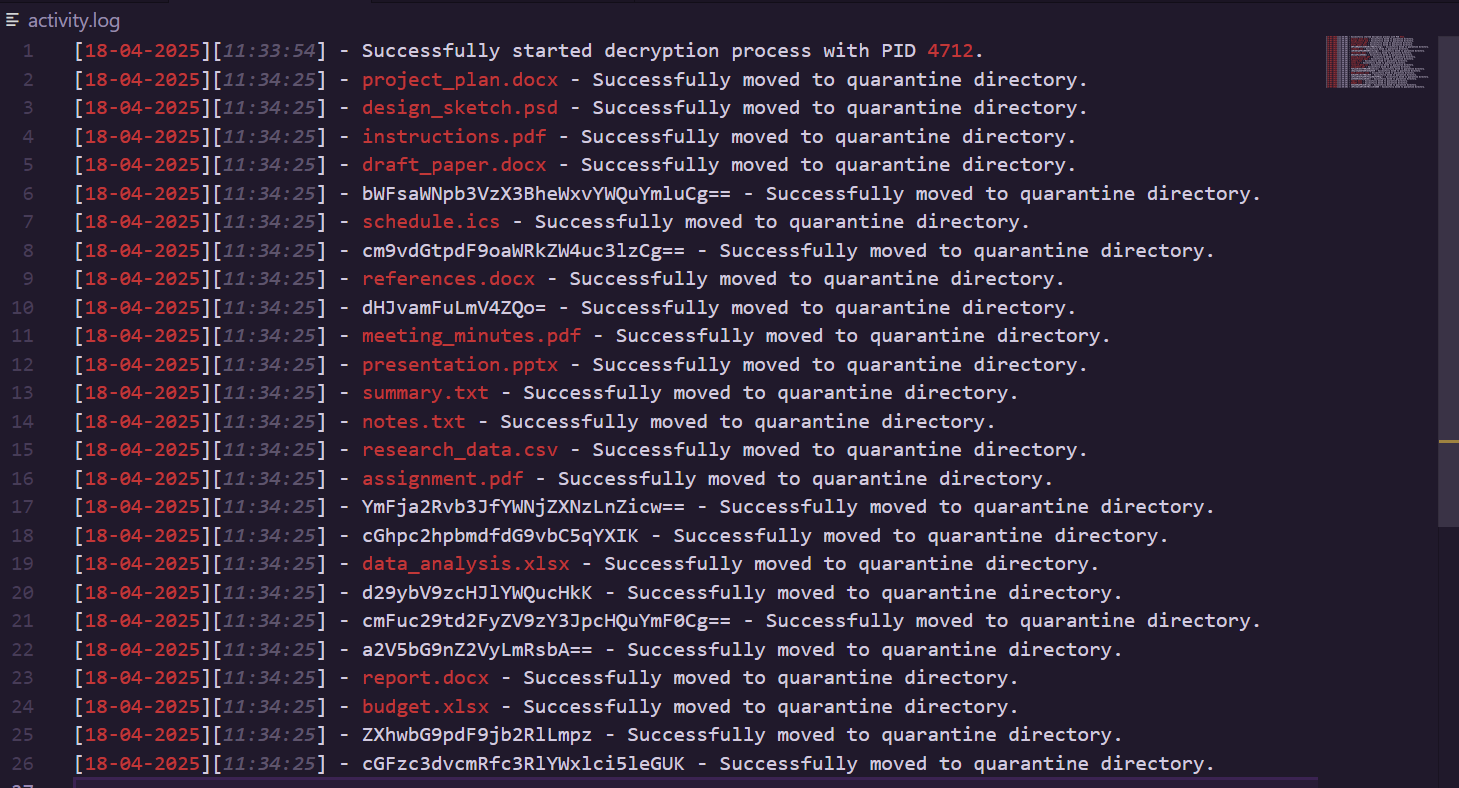 activity.log
1 [18-04-2025][11:33:54] - Successfully started decryption process with PID 4712.
2 [18-04-2025][11:34:25] - project_plan.docx - Successfully moved to quarantine directory.
3 [18-04-2025][11:34:25] - design_sketch.psd - Successfully moved to quarantine directory.
4 [18-04-2025][11:34:25] - instructions.pdf - Successfully moved to quarantine directory.
5 [18-04-2025][11:34:25] - draft_paper.docx - Successfully moved to quarantine directory.
6 [18-04-2025][11:34:25] - bWFsaWNpb3VzX3BheWxvYWQuYmluCg== - Successfully moved to quarantine directory.
7 [18-04-2025][11:34:25] - schedule.ics - Successfully moved to quarantine directory.
8 [18-04-2025][11:34:25] - cm9vdGtpdF9oaWRkZW4uc3lzCg== - Successfully moved to quarantine directory.
9 [18-04-2025][11:34:25] - references.docx - Successfully moved to quarantine directory.
10 [18-04-2025][11:34:25] - dHJvamFuLmV4ZQo= - Successfully moved to quarantine directory.
11 [18-04-2025][11:34:25] - meeting_minutes.pdf - Successfully moved to quarantine directory.
12 [18-04-2025][11:34:25] - presentation.pptx - Successfully moved to quarantine directory.
13 [18-04-2025][11:34:25] - summary.txt - Successfully moved to quarantine directory.
14 [18-04-2025][11:34:25] - notes.txt - Successfully moved to quarantine directory.
15 [18-04-2025][11:34:25] - research_data.csv - Successfully moved to quarantine directory.
16 [18-04-2025][11:34:25] - assignment.pdf - Successfully moved to quarantine directory.
17 [18-04-2025][11:34:25] - YmFja2Rvb3JfYWNjZXNzLnZicw== - Successfully moved to quarantine directory.
18 [18-04-2025][11:34:25] - cGhpc2hpbmdfdG9vbC5qYXIK - Successfully moved to quarantine directory.
19 [18-04-2025][11:34:25] - data_analysis.xlsx - Successfully moved to quarantine directory.
20 [18-04-2025][11:34:25] - d29ybV9zcHJlYWQucHkK - Successfully moved to quarantine directory.
21 [18-04-2025][11:34:25] - cmFuc29td2FyZV9zY3JpcHQuYmF0Cg== - Successfully moved to quarantine directory.
22 [18-04-2025][11:34:25] - a2V5bG9nZ2VyLmRsbA== - Successfully moved to quarantine directory.
23 [18-04-2025][11:34:25] - report.docx - Successfully moved to quarantine directory.
24 [18-04-2025][11:34:25] - budget.xlsx - Successfully moved to quarantine directory.
25 [18-04-2025][11:34:25] - ZXhwbG9pdF9jb2RlLmpz - Successfully moved to quarantine directory.
26 [18-04-2025][11:34:25] - cGFzc3dvcmRfc3RlYWxlci5leGUK - Successfully moved to quarantine directory.